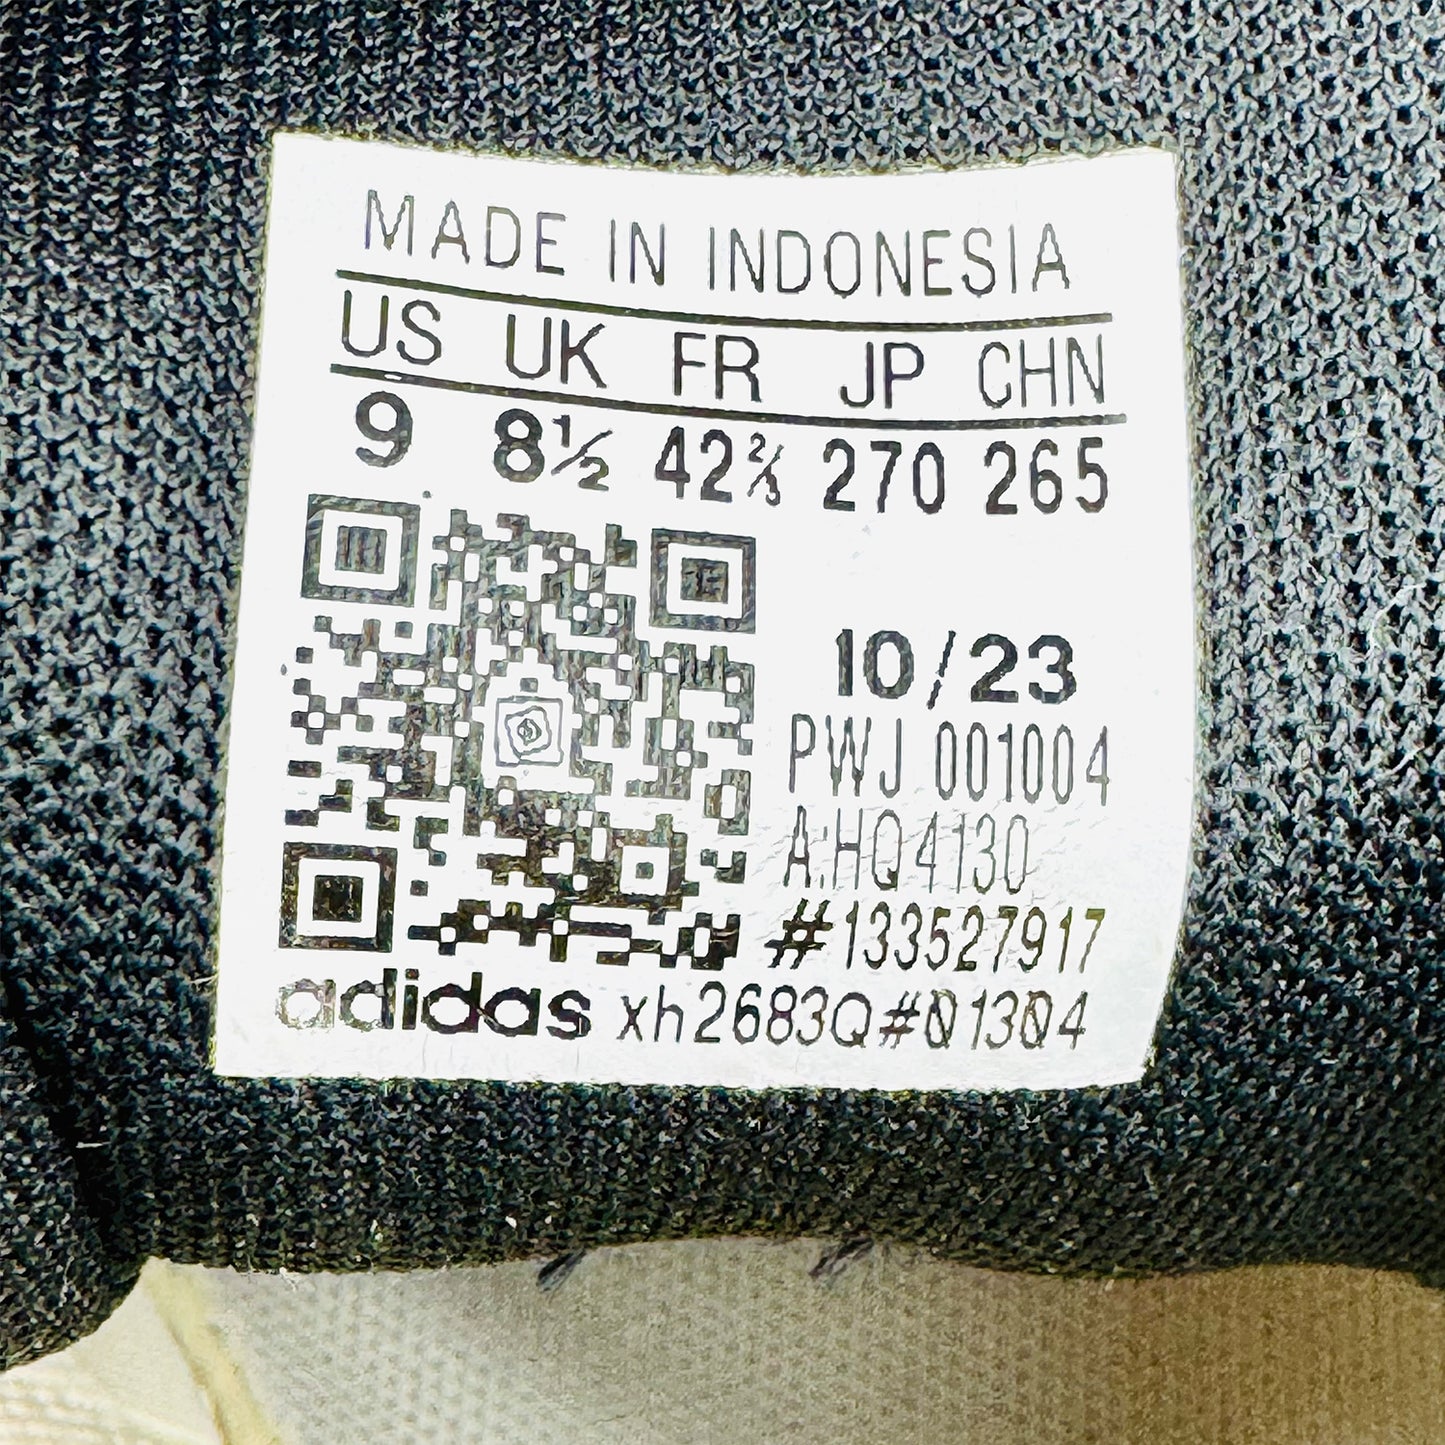 MADE IN INDONESIA
US UK FR JP CHN
9 8½ 42⅔ 270 265
10/23
PWJ 001004
A:HQ4130
#133527917
adidas xh2683Q#01304